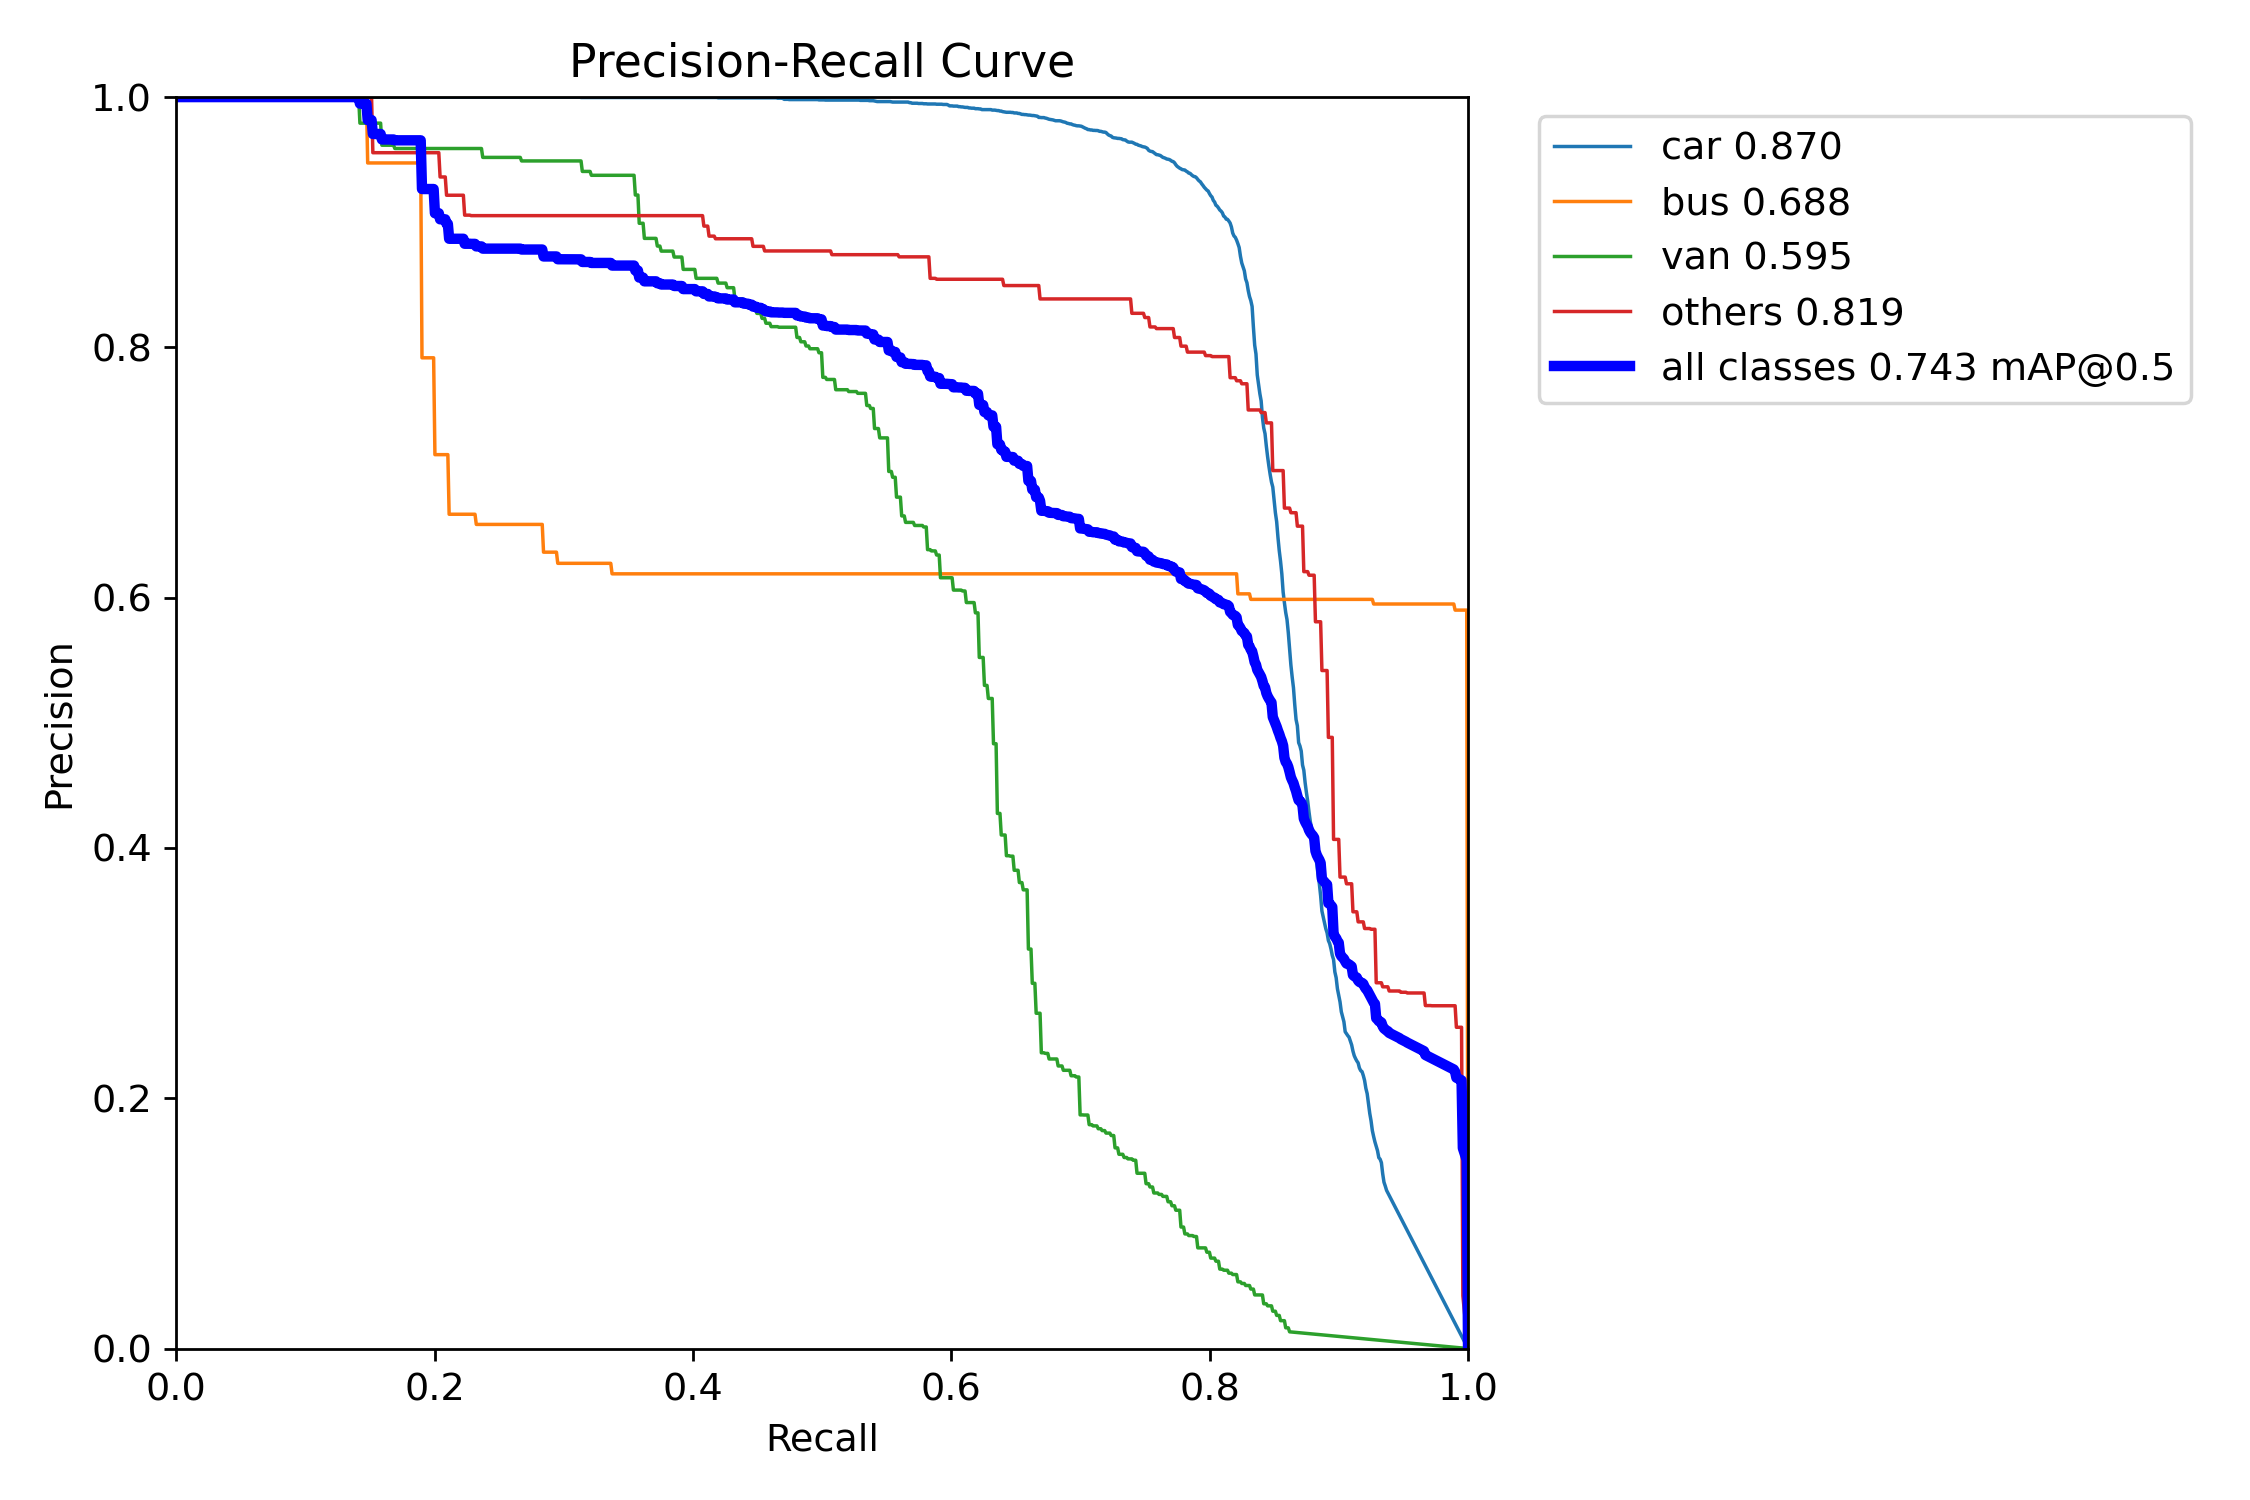 Precision-Recall Curve
1.0
0.8
0.6
0.4
0.2
0.0
Precision
0.0 0.2 0.4 0.6 0.8 1.0
Recall
car 0.870
bus 0.688
van 0.595
others 0.819
all classes 0.743 mAP@0.5